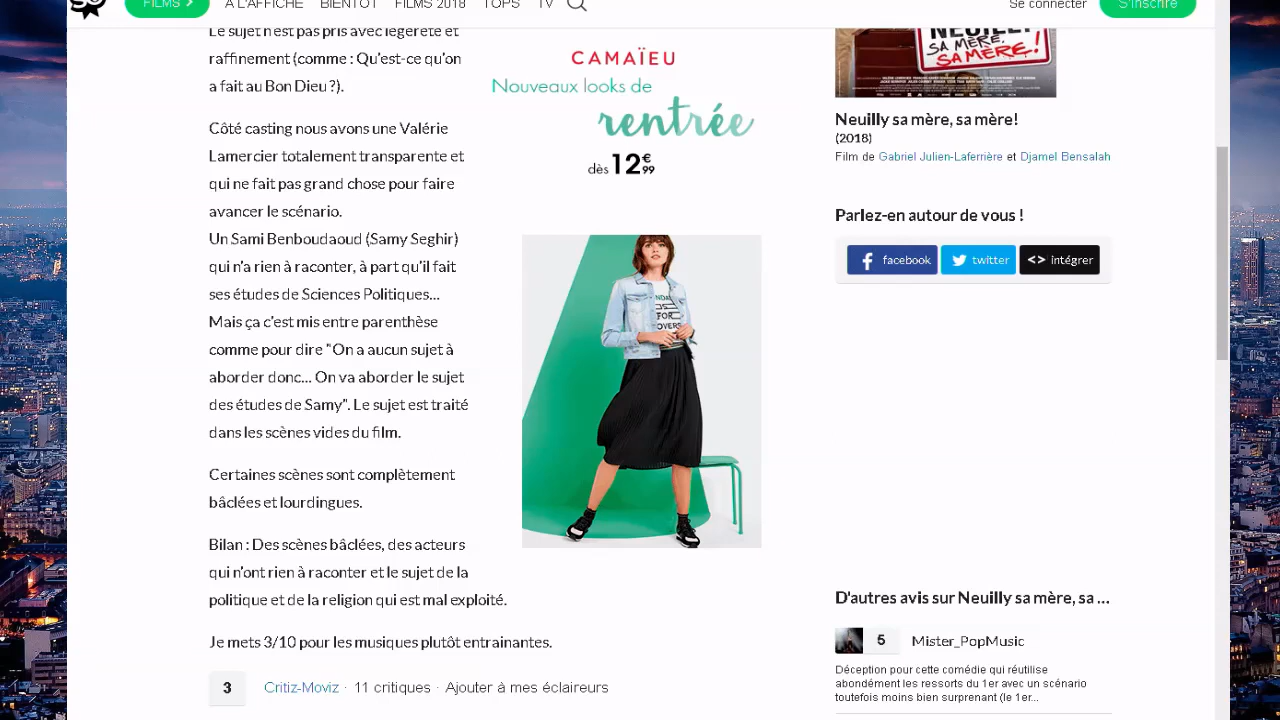 FILMS
À L'AFFICHE BIENTÔT FILMS 2018 TOPS TV
Se connecter
S'inscrire
Le sujet n'est pas pris avec légèreté et
raffinement (comme : Qu'est-ce qu'on
a fait au bon Dieu ?).
Côté casting nous avons une Valérie
Lamercier totalement transparente et
qui ne fait pas grand chose pour faire
avancer le scénario.
Un Sami Benboudaoud (Samy Seghir)
qui n'a rien à raconter, à part qu'il fait
ses études de Sciences Politiques...
Mais ça c'est mis entre parenthèse
comme pour dire "On a aucun sujet à
aborder donc... On va aborder le sujet
des études de Samy". Le sujet est traité
dans les scènes vides du film.
Certaines scènes sont complètement
bâclées et lourdingues.
Bilan : Des scènes bâclées, des acteurs
qui n'ont rien à raconter et le sujet de la
politique et de la religion qui est mal exploité.
Je mets 3/10 pour les musiques plutôt entrainantes.
3 Critiz-Moviz · 11 critiques · Ajouter à mes éclaireurs
CAMAÏEU
Nouveaux looks de
rentrée
dès 12€99
FOR
NEUILLY
SA MÈRE,
SA MÈRE!
Neuilly sa mère, sa mère!
(2018)
Film de Gabriel Julien-Laferrière et Djamel Bensalah
Parlez-en autour de vous !
facebook twitter <> intégrer
D'autres avis sur Neuilly sa mère, sa ...
5 Mister_PopMusic
Déception pour cette comédie qui réutilise
abondément les ressorts du 1er avec un scénario
toutefois moins bien surprenant (le 1er...